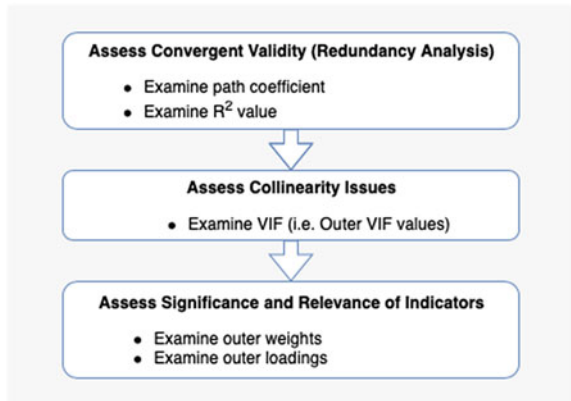 Assess Convergent Validity (Redundancy Analysis)
• Examine path coefficient
• Examine R² value
Assess Collinearity Issues
• Examine VIF (i.e. Outer VIF values)
Assess Significance and Relevance of Indicators
• Examine outer weights
• Examine outer loadings